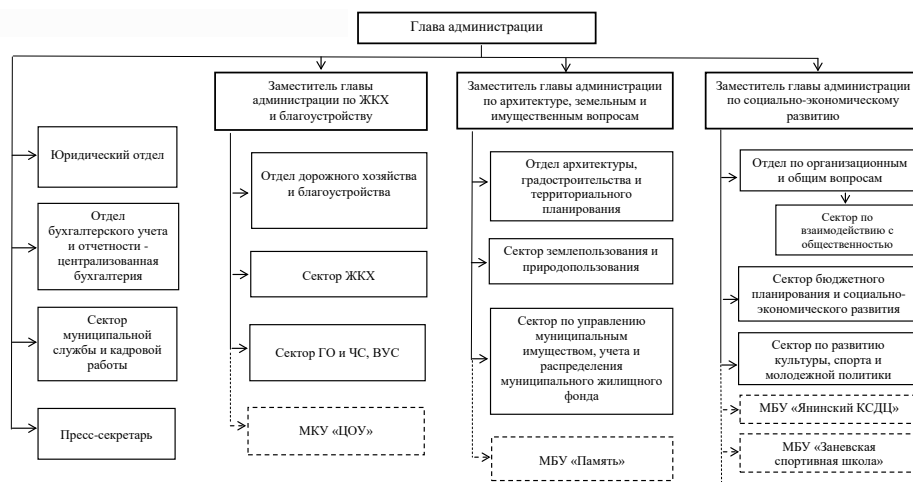 Глава администрации
Заместитель главы
администрации по ЖКХ
и благоустройству
Заместитель главы администрации
по архитектуре, земельным и
имущественным вопросам
Заместитель главы администрации
по социально-экономическому
развитию
Юридический отдел
Отдел
бухгалтерского учета
и отчетности -
централизованная
бухгалтерия
Сектор
муниципальной
службы и кадровой
работы
Пресс-секретарь
Отдел дорожного хозяйства
и благоустройства
Сектор ЖКХ
Сектор ГО и ЧС, ВУС
МКУ «ЦОУ»
Отдел архитектуры,
градостроительства и
территориального
планирования
Сектор землепользования и
природопользования
Сектор по управлению
муниципальным
имуществом, учета и
распределения
муниципального жилищного
фонда
МБУ «Память»
Отдел по организационным
и общим вопросам
Сектор по
взаимодействию с
общественностью
Сектор бюджетного
планирования и социально-
экономического развития
Сектор по развитию
культуры, спорта и
молодежной политики
МБУ «Янинский КСДЦ»
МБУ «Заневская
спортивная школа»